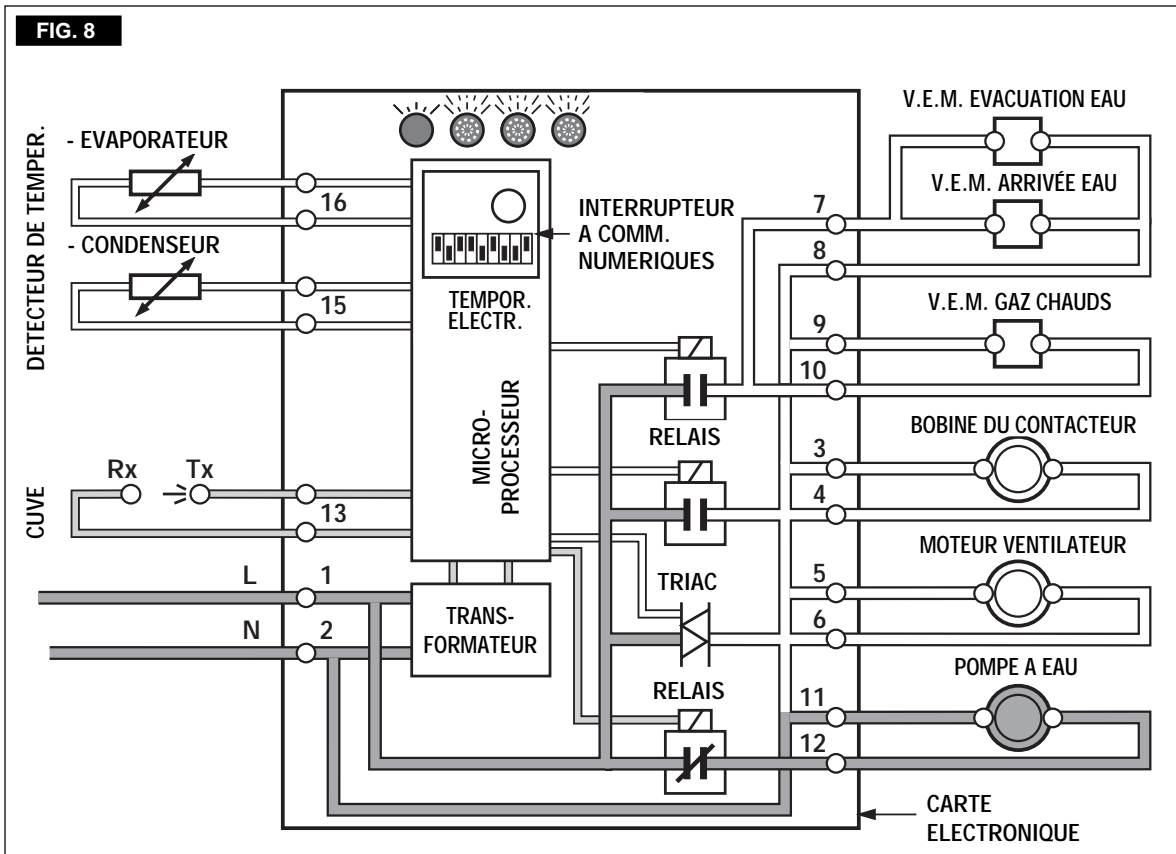 FIG. 8
DETECTEUR DE TEMPER.
- EVAPORATEUR
16
- CONDENSEUR
15
CUVE
Rx
Tx
13
L
1
N
2
INTERRUPTEUR
A COMM.
NUMERIQUES
TEMPOR.
ELECTR.
MICRO-
PROCESSEUR
TRANS-
FORMATEUR
RELAIS
TRIAC
RELAIS
7
8
9
10
3
4
5
6
11
12
V.E.M. EVACUATION EAU
V.E.M. ARRIVÉE EAU
V.E.M. GAZ CHAUDS
BOBINE DU CONTACTEUR
MOTEUR VENTILATEUR
POMPE A EAU
CARTE
ELECTRONIQUE